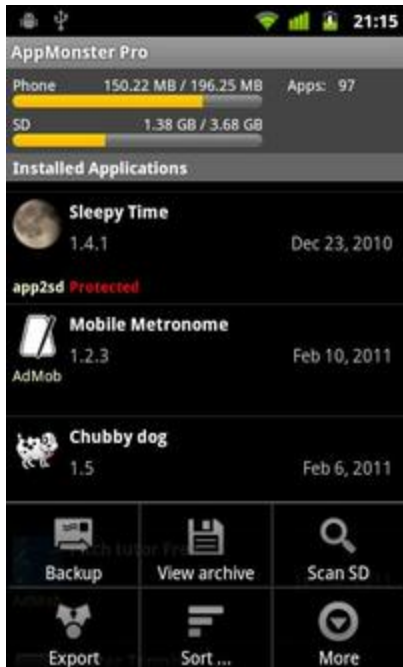 21:15
AppMonster Pro
Phone 150.22 MB / 196.25 MB Apps: 97
SD 1.38 GB / 3.68 GB
Installed Applications
Sleepy Time
1.4.1 Dec 23, 2010
app2sd Protected
Mobile Metronome
1.2.3 Feb 10, 2011
AdMob
Chubby dog
1.5 Feb 6, 2011
Backup View archive Scan SD
Export Sort ... More